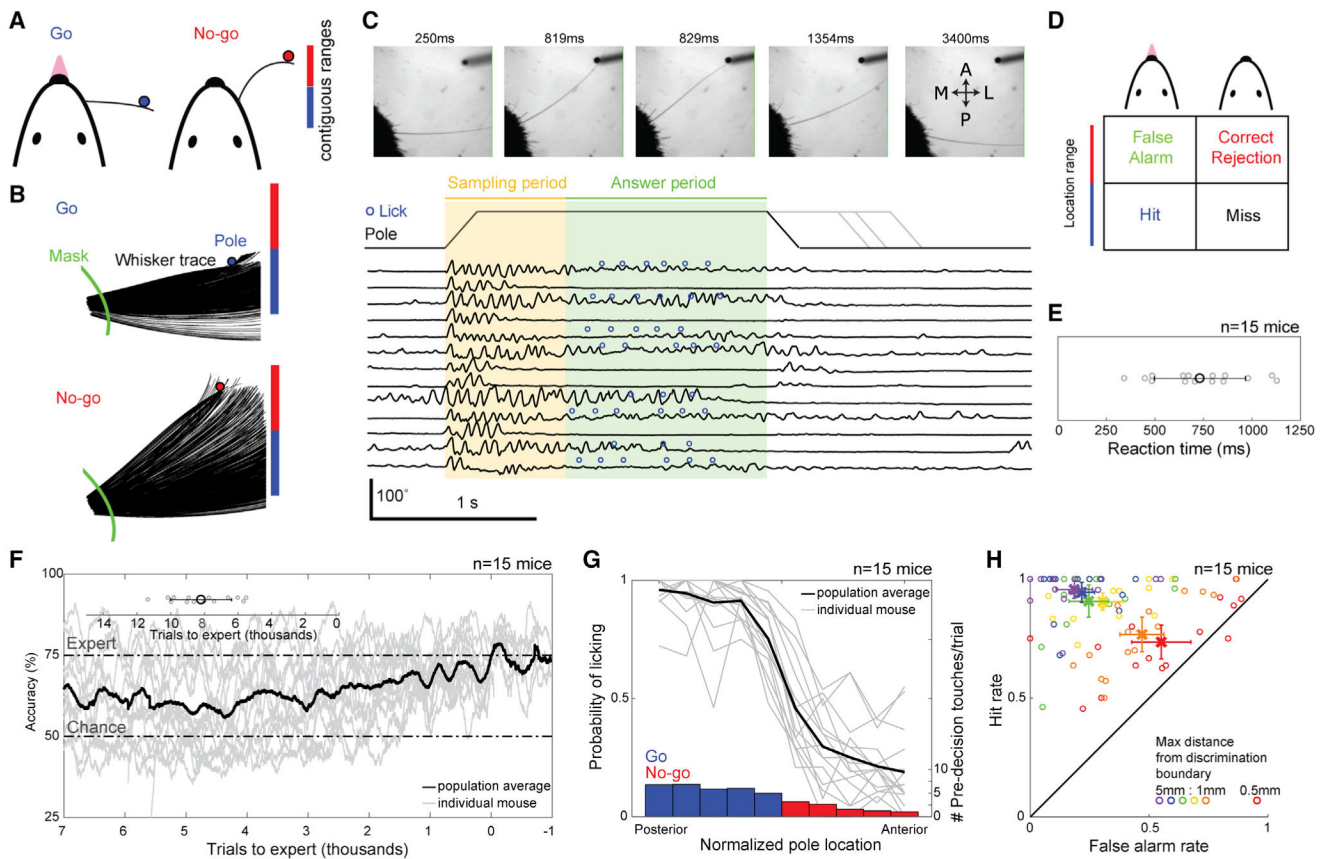 A
Go
No-go
contiguous ranges
B
Go
Mask
Pole
Whisker trace
No-go
C
250ms
819ms
829ms
1354ms
3400ms
A
M
L
P
Sampling period
Answer period
Lick
Pole
100°
1 s
D
Location range
False Alarm
Correct Rejection
Hit
Miss
E
n=15 mice
0
250
500
750
1000
1250
Reaction time (ms)
F
n=15 mice
100
75
50
25
Accuracy (%)
14
12
10
8
6
4
2
0
Trials to expert (thousands)
Expert
Chance
population average
individual mouse
7
6
5
4
3
2
1
0
-1
Trials to expert (thousands)
G
n=15 mice
1
0.5
0
Probability of licking
population average
individual mouse
Go
No-go
10
5
0
# Pre-decision touches/trial
Posterior
Anterior
Normalized pole location
H
n=15 mice
1
0.5
0
Hit rate
Max distance
from discrimination
boundary
5mm : 1mm
0.5mm
0
0.5
1
False alarm rate